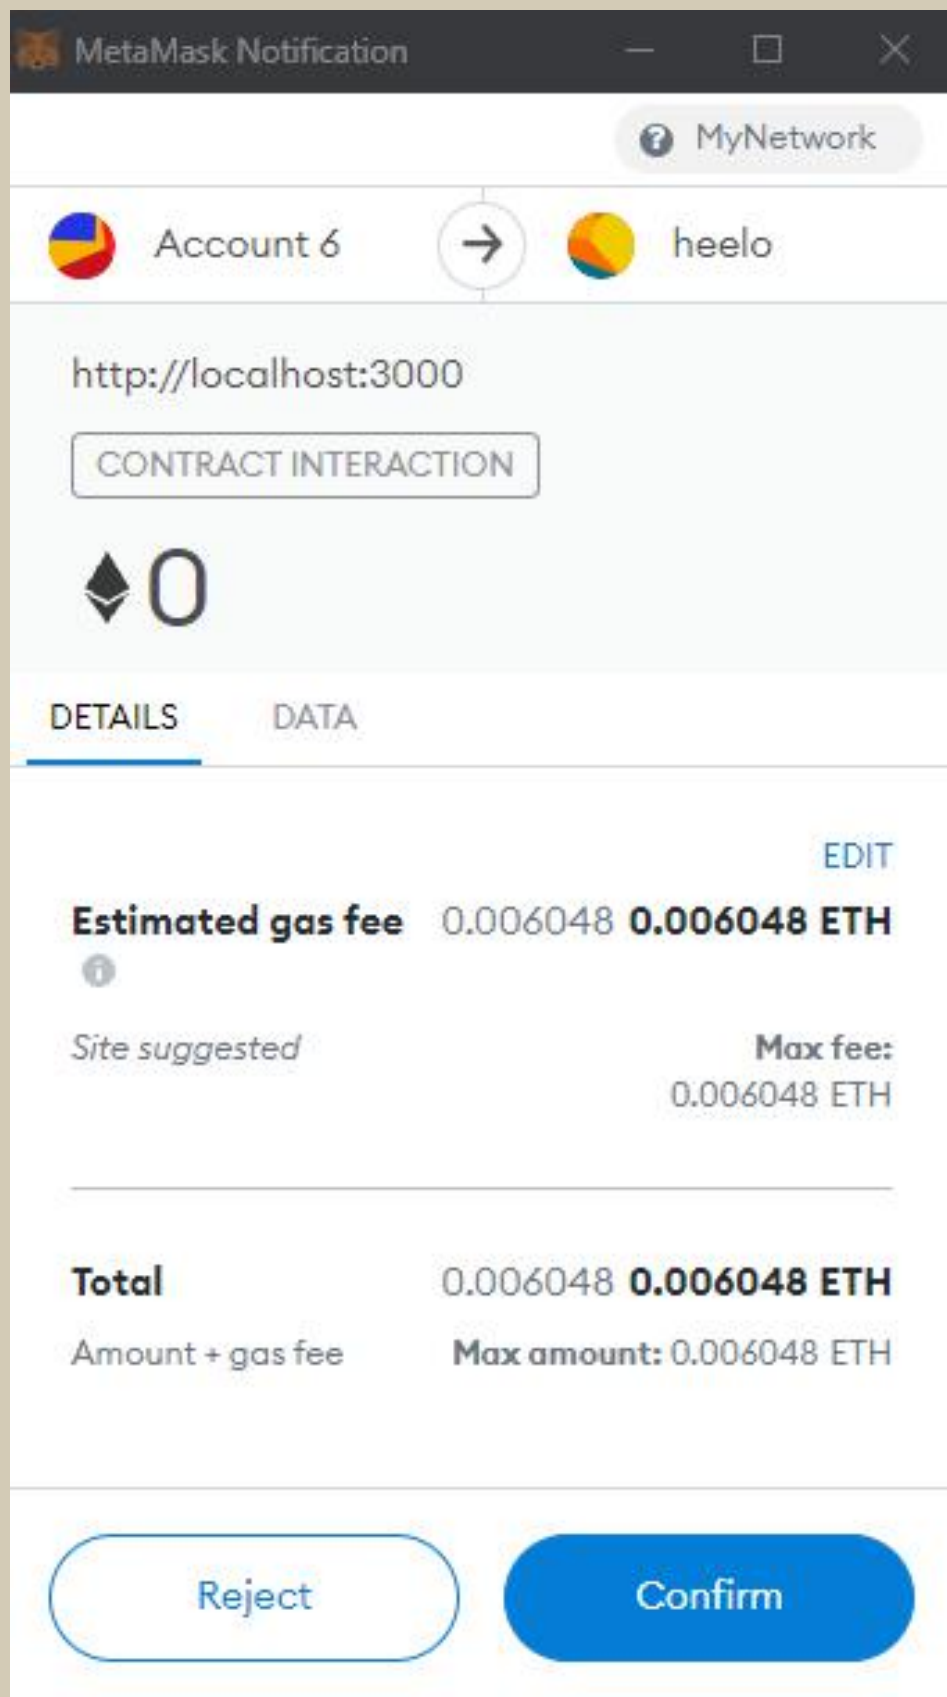 MetaMask Notification
MyNetwork
Account 6
heelo
http://localhost:3000
CONTRACT INTERACTION
0
DETAILS DATA
EDIT
Estimated gas fee 0.006048 0.006048 ETH
Site suggested Max fee:
0.006048 ETH
Total 0.006048 0.006048 ETH
Amount + gas fee Max amount: 0.006048 ETH
Reject Confirm